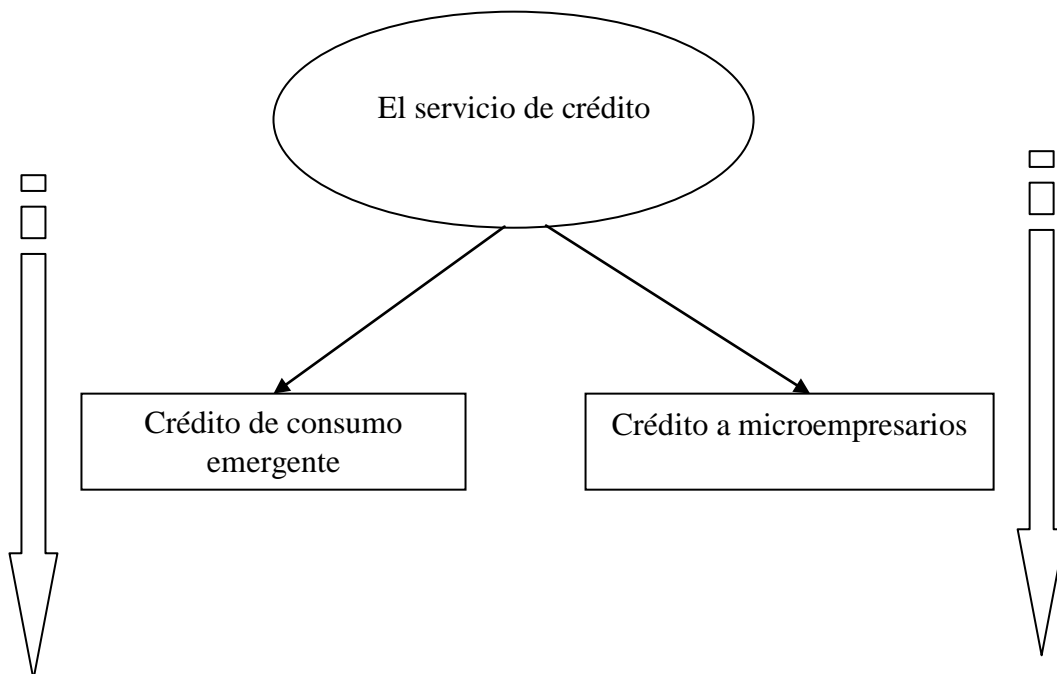 El servicio de crédito
Crédito de consumo
emergente
Crédito a microempresarios